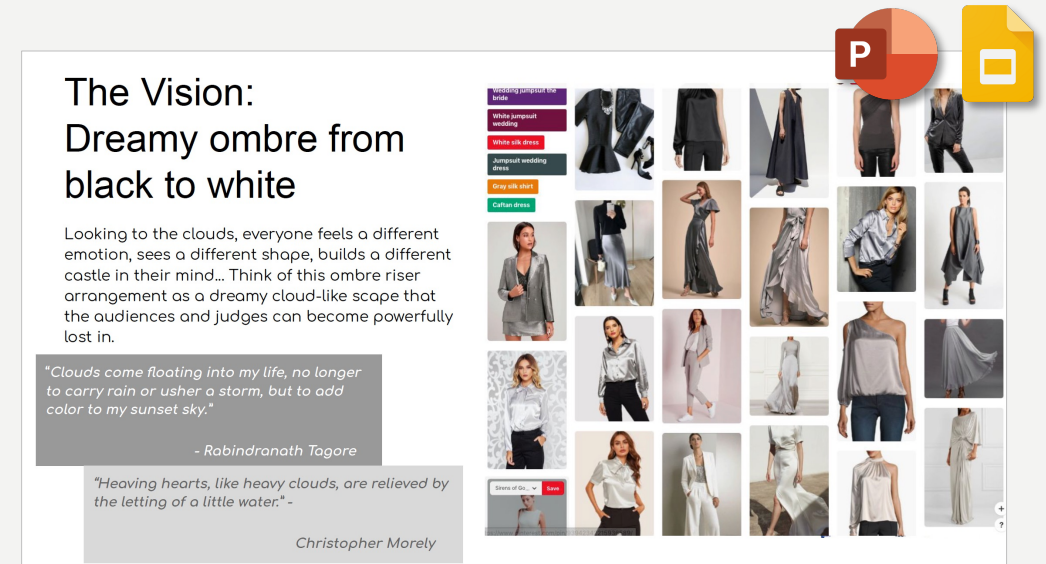 P
The Vision:
Dreamy ombre from
black to white
Looking to the clouds, everyone feels a different
emotion, sees a different shape, builds a different
castle in their mind... Think of this ombre riser
arrangement as a dreamy cloud-like scape that
the audiences and judges can become powerfully
lost in.
"Clouds come floating into my life, no longer
to carry rain or usher a storm, but to add
color to my sunset sky."
- Rabindranath Tagore
"Heaving hearts, like heavy clouds, are relieved by
the letting of a little water." -
Christopher Morely
Wedding jumpsuit the
bride
White jumpsuit
wedding
White silk dress
Jumpsuit wedding
dress
Gray silk shirt
Caftan dress
Sirens of Go...
Save
+
?